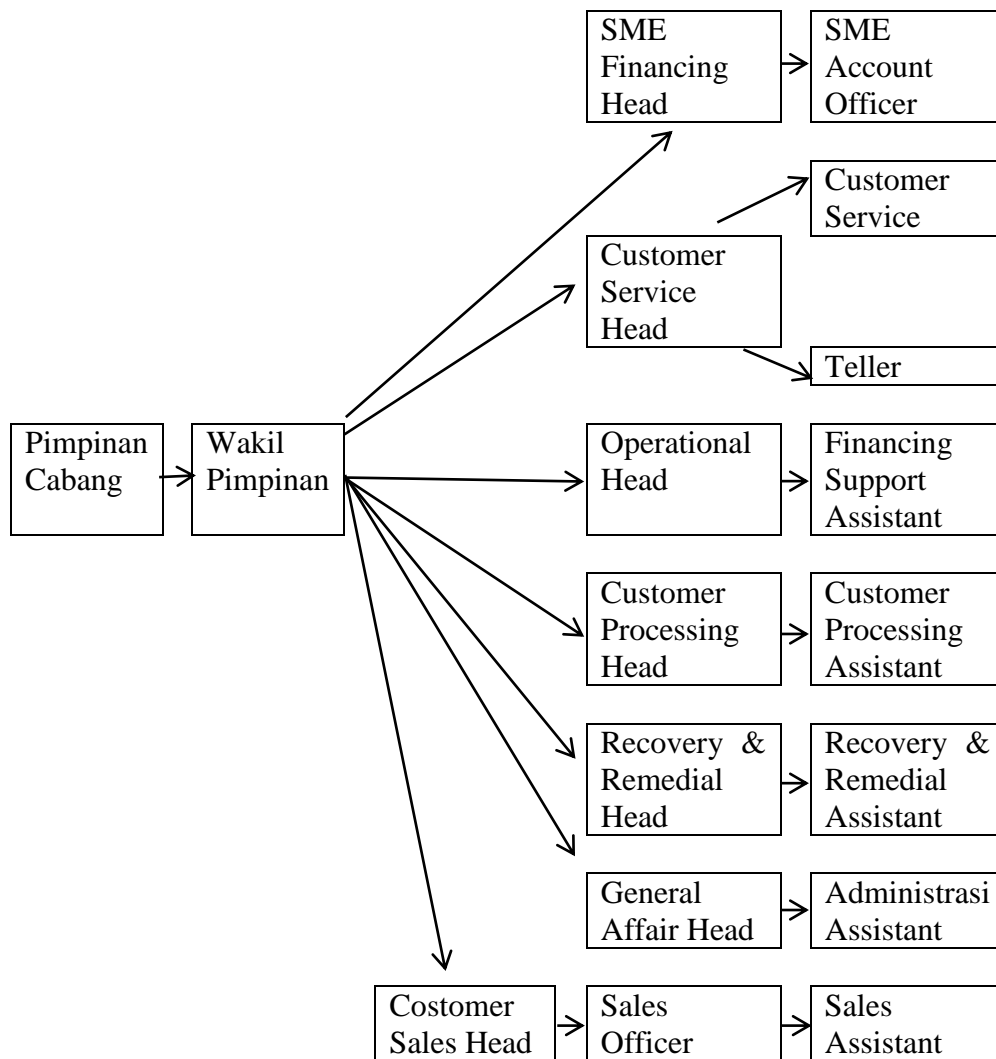 SME
Financing
Head
SME
Account
Officer
Customer
Service
Customer
Service
Head
Teller
Pimpinan
Cabang
Wakil
Pimpinan
Operational
Head
Financing
Support
Assistant
Customer
Processing
Head
Customer
Processing
Assistant
Recovery &
Remedial
Head
Recovery &
Remedial
Assistant
General
Affair Head
Administrasi
Assistant
Costomer
Sales Head
Sales
Officer
Sales
Assistant